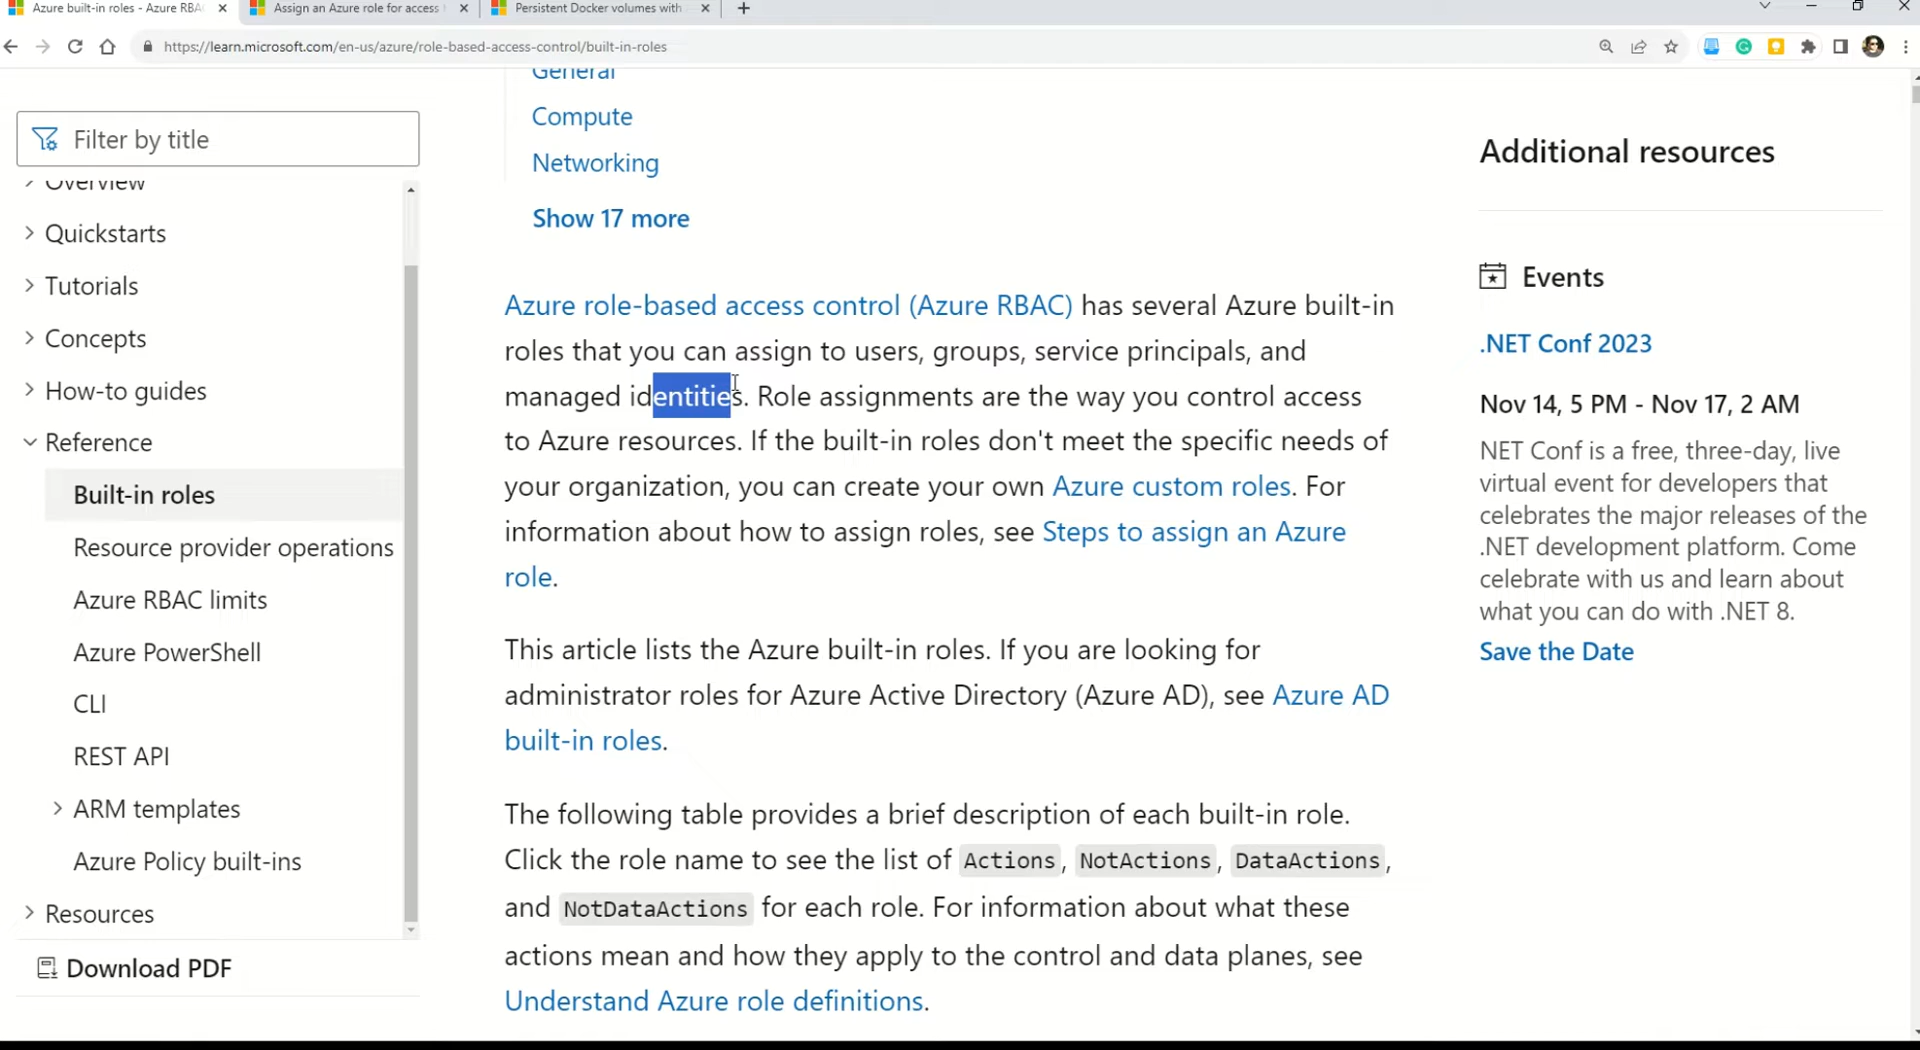 Azure built-in roles - Azure RBA
Assign an Azure role for access
Persistent Docker volumes with
https://learn.microsoft.com/en-us/azure/role-based-access-control/built-in-roles
Filter by title
Overview
Quickstarts
Tutorials
Concepts
How-to guides
Reference
Built-in roles
Resource provider operations
Azure RBAC limits
Azure PowerShell
CLI
REST API
ARM templates
Azure Policy built-ins
Resources
Download PDF
General
Compute
Networking
Show 17 more
Azure role-based access control (Azure RBAC) has several Azure built-in
roles that you can assign to users, groups, service principals, and
managed identities. Role assignments are the way you control access
to Azure resources. If the built-in roles don't meet the specific needs of
your organization, you can create your own Azure custom roles. For
information about how to assign roles, see Steps to assign an Azure
role.
This article lists the Azure built-in roles. If you are looking for
administrator roles for Azure Active Directory (Azure AD), see Azure AD
built-in roles.
The following table provides a brief description of each built-in role.
Click the role name to see the list of Actions, NotActions, DataActions,
and NotDataActions for each role. For information about what these
actions mean and how they apply to the control and data planes, see
Understand Azure role definitions.
Additional resources
Events
.NET Conf 2023
Nov 14, 5 PM - Nov 17, 2 AM
NET Conf is a free, three-day, live
virtual event for developers that
celebrates the major releases of the
.NET development platform. Come
celebrate with us and learn about
what you can do with .NET 8.
Save the Date